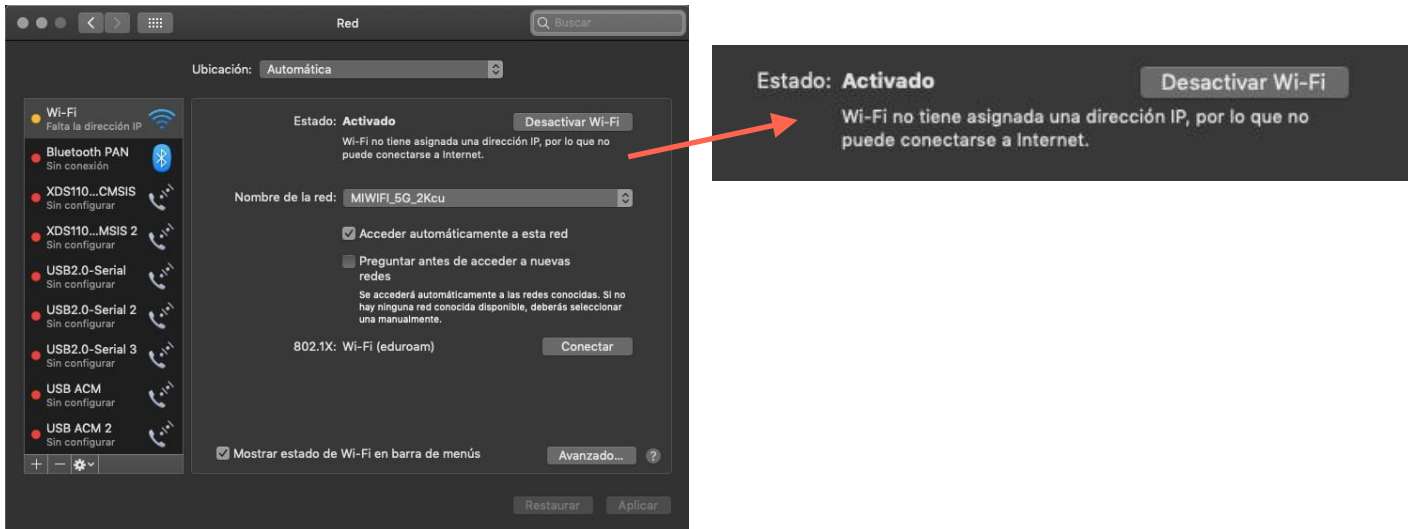 Red
Buscar
Ubicación: Automática
Wi-Fi
Falta la dirección IP
Bluetooth PAN
Sin conexión
XDS110...CMSIS
Sin configurar
XDS110...MSIS 2
Sin configurar
USB2.0-Serial
Sin configurar
USB2.0-Serial 2
Sin configurar
USB2.0-Serial 3
Sin configurar
USB ACM
Sin configurar
USB ACM 2
Sin configurar
Estado: Activado
Desactivar Wi-Fi
Wi-Fi no tiene asignada una dirección IP, por lo que no
puede conectarse a Internet.
Nombre de la red: MIWIFI_5G_2Kcu
Acceder automáticamente a esta red
Preguntar antes de acceder a nuevas
redes
Se accederá automáticamente a las redes conocidas. Si no
hay ninguna red conocida disponible, deberás seleccionar
una manualmente.
802.1X: Wi-Fi (eduroam)
Conectar
Mostrar estado de Wi-Fi en barra de menús
Avanzado...
?
Restaurar
Aplicar
Estado: Activado
Desactivar Wi-Fi
Wi-Fi no tiene asignada una dirección IP, por lo que no
puede conectarse a Internet.